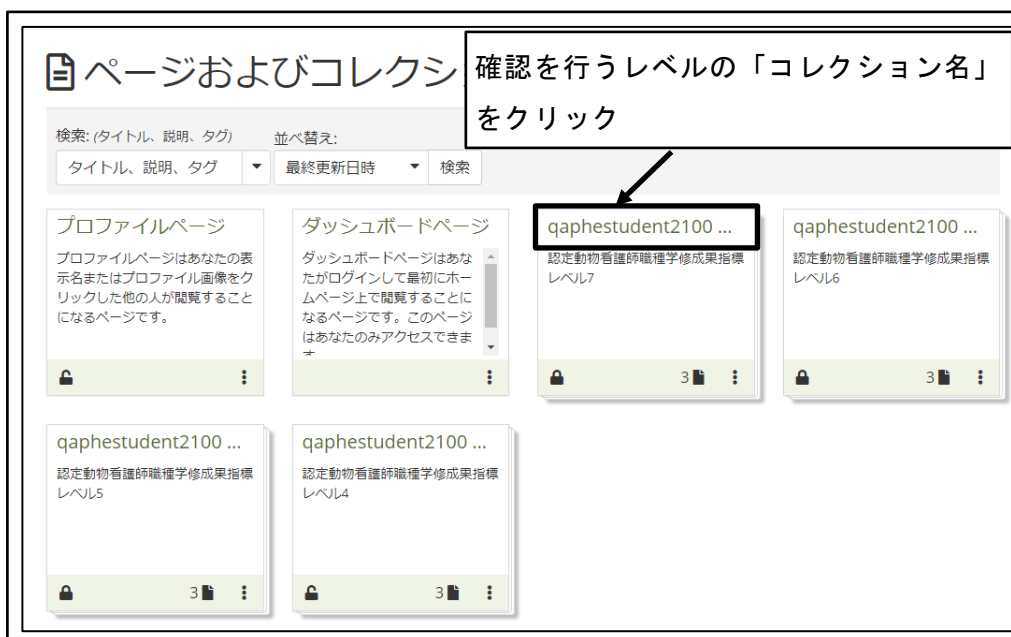 ページおよびコレクシ
確認を行うレベルの「コレクション名」
をクリック
検索: (タイトル、説明、タグ)
並べ替え:
タイトル、説明、タグ
最終更新日時
検索
プロファイルページ
プロファイルページはあなたの表
示名またはプロファイル画像をク
リックした他の人が閲覧すること
になるページです。
ダッシュボードページ
ダッシュボードページはあな
たがログインして最初にホー
ムページ上で閲覧することに
なるページです。このページ
はあなたのみアクセスできま
qaphestudent2100 ...
認定動物看護師職種学修成果指標
レベル7
3
qaphestudent2100 ...
認定動物看護師職種学修成果指標
レベル6
3
qaphestudent2100 ...
認定動物看護師職種学修成果指標
レベル5
3
qaphestudent2100 ...
認定動物看護師職種学修成果指標
レベル4
3